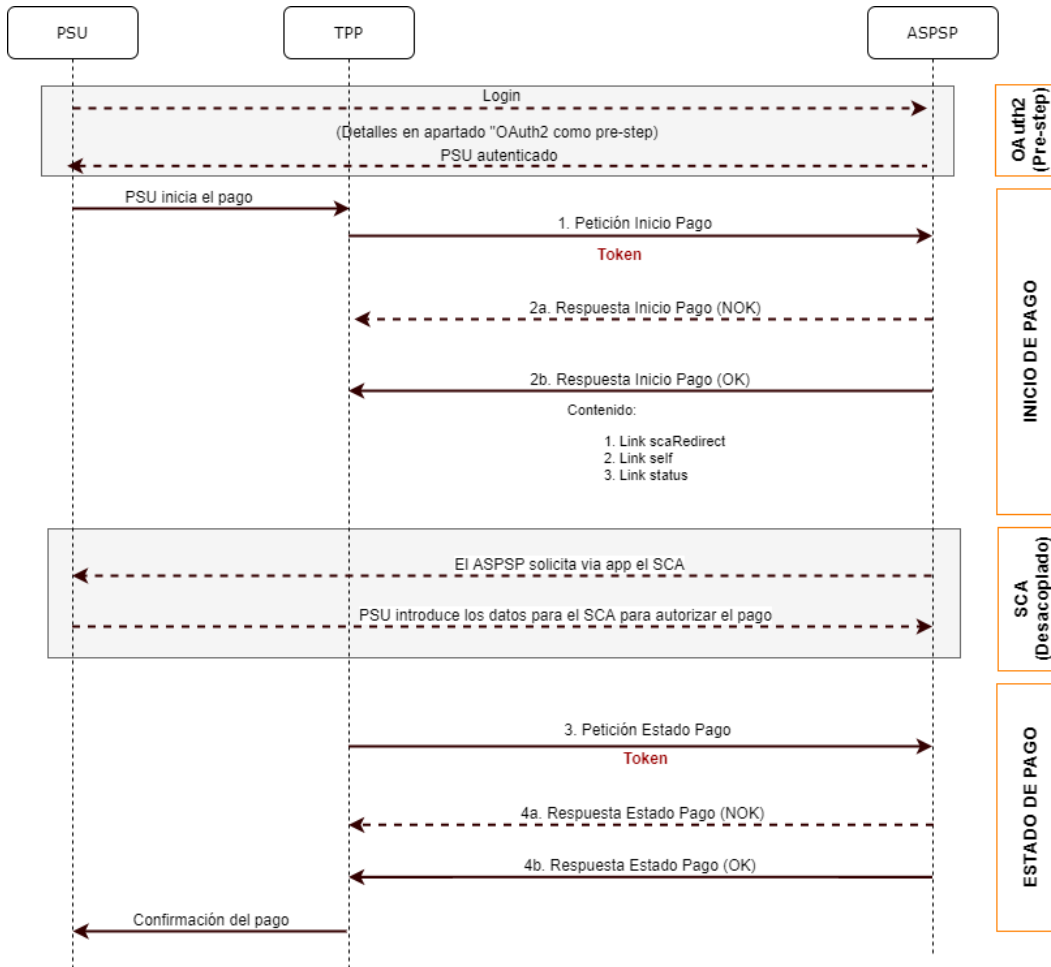 PSU
TPP
ASPSP
Login
(Detalles en apartado "OAuth2 como pre-step)
PSU autenticado
OAuth2
(Pre-step)
PSU inicia el pago
1. Petición Inicio Pago
Token
2a. Respuesta Inicio Pago (NOK)
2b. Respuesta Inicio Pago (OK)
Contenido:
1. Link scaRedirect
2. Link self
3. Link status
INICIO DE PAGO
El ASPSP solicita via app el SCA
PSU introduce los datos para el SCA para autorizar el pago
SCA
(Desacoplado)
3. Petición Estado Pago
Token
4a. Respuesta Estado Pago (NOK)
4b. Respuesta Estado Pago (OK)
Confirmación del pago
ESTADO DE PAGO